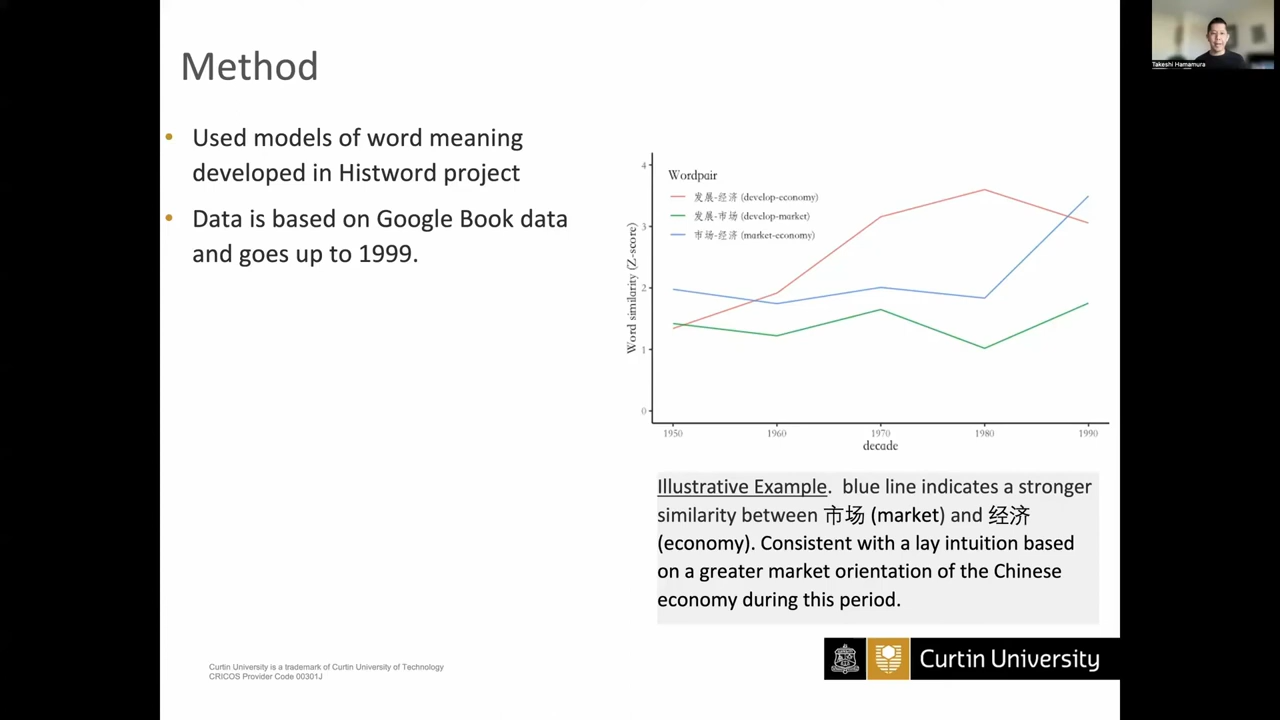 Method
Takeshi Hamamura
• Used models of word meaning
developed in Histword project
• Data is based on Google Book data
and goes up to 1999.
Wordpair
发展-经济 (develop-economy)
发展-市场 (develop-market)
市场-经济 (market-economy)
Word similarity (Z-score)
4
3
2
1
0
1950 1960 1970 1980 1990
decade
Illustrative Example. blue line indicates a stronger
similarity between 市场 (market) and 经济
(economy). Consistent with a lay intuition based
on a greater market orientation of the Chinese
economy during this period.
Curtin University is a trademark of Curtin University of Technology
CRICOS Provider Code 00301J
Curtin University